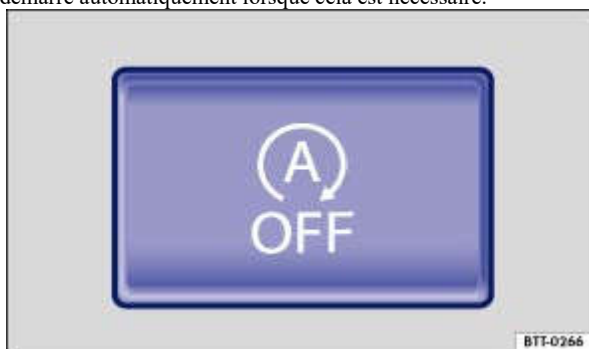 démarre automatiquement lorsque cela est nécessaire.
A
OFF
BTT-0266